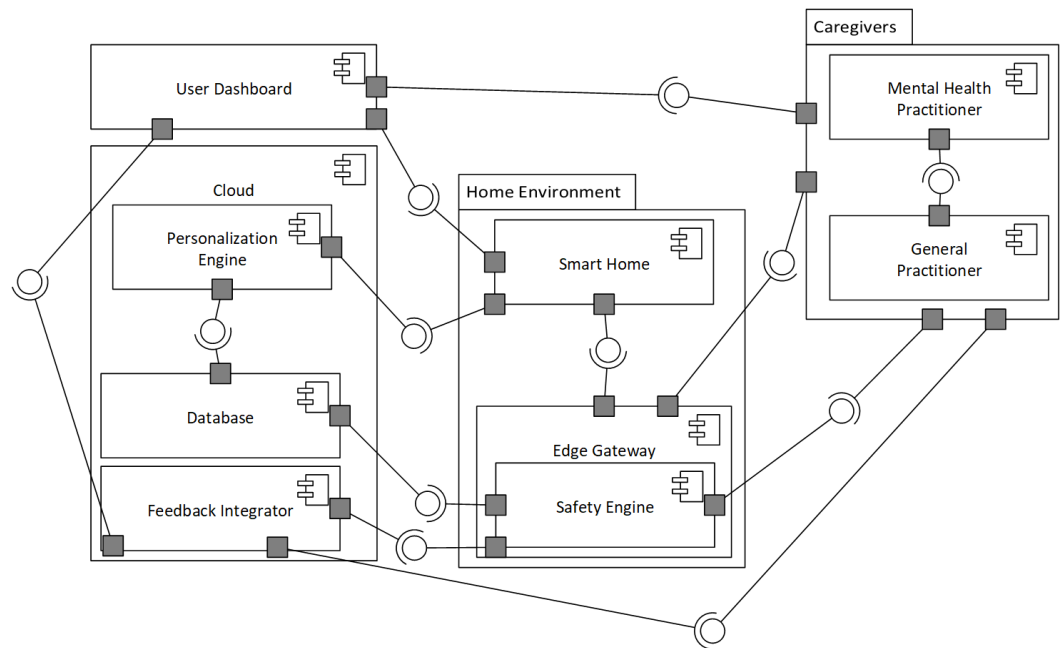 Caregivers
User Dashboard
Mental Health
Practitioner
Cloud
Home Environment
Personalization
Engine
Smart Home
General
Practitioner
Database
Edge Gateway
Feedback Integrator
Safety Engine